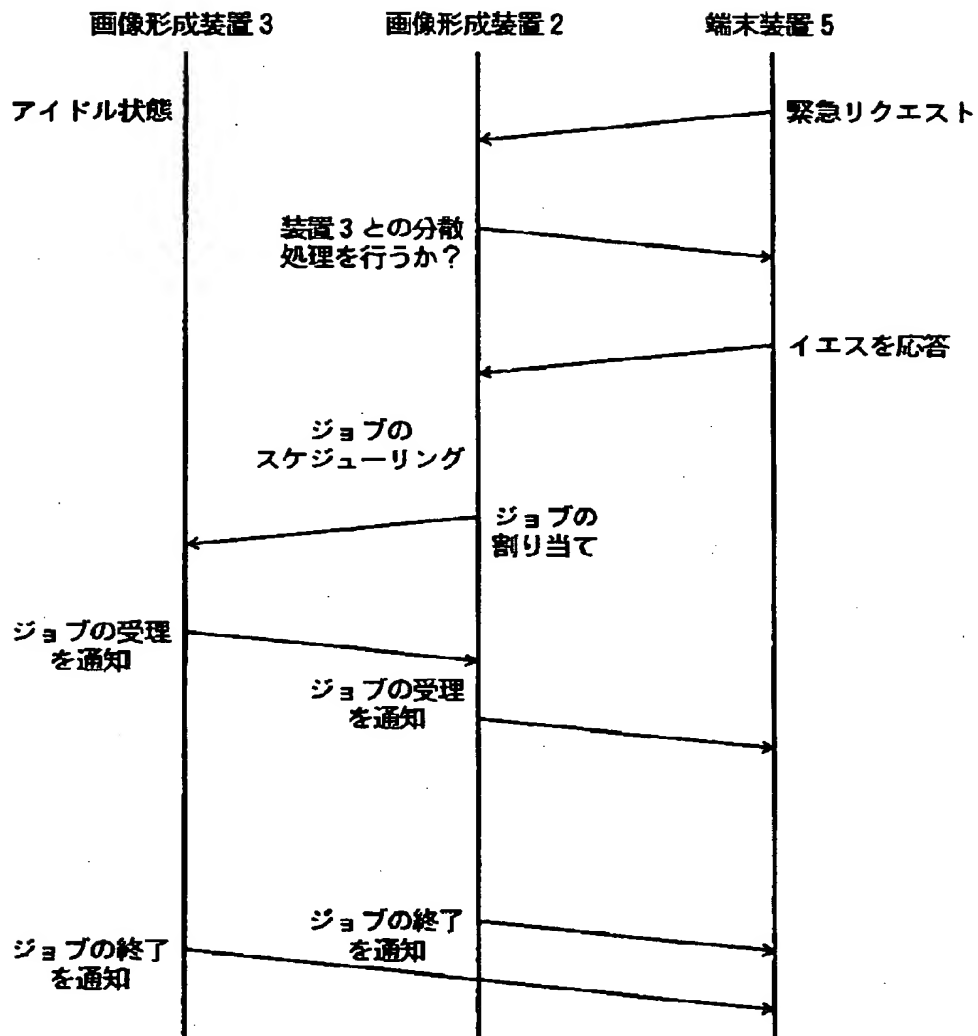 画像形成装置3
画像形成装置2
端末装置5
アイドル状態
緊急リクエスト
装置3との分散
処理を行うか?
イエスを応答
ジョブの
スケジューリング
ジョブの
割り当て
ジョブの受理
を通知
ジョブの受理
を通知
ジョブの終了
を通知
ジョブの終了
を通知